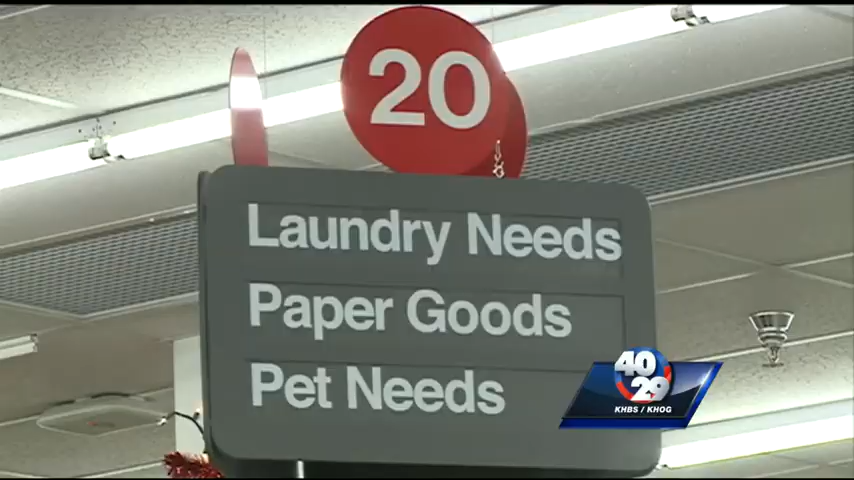 20
Laundry Needs
Paper Goods
Pet Needs
40
29
KHBS / KHOG